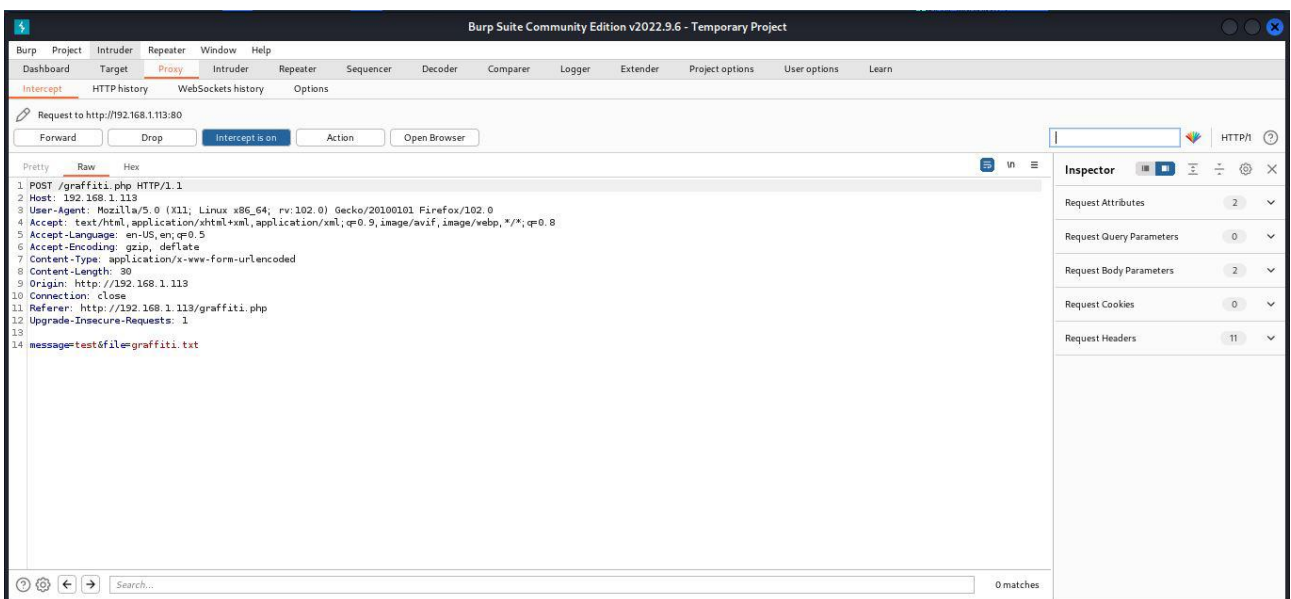 Burp Suite Community Edition v2022.9.6 - Temporary Project
Burp Project Intruder Repeater Window Help
Dashboard Target Proxy Intruder Repeater Sequencer Decoder Comparer Logger Extender Project options User options Learn
Intercept HTTP history WebSockets history Options
Request to http://192.168.1.113:80
Forward Drop Intercept is on Action Open Browser HTTP/1
Pretty Raw Hex \n Inspector
1 POST /graffiti.php HTTP/1.1
2 Host: 192.168.1.113
3 User-Agent: Mozilla/5.0 (X11; Linux x86_64; rv:102.0) Gecko/20100101 Firefox/102.0
4 Accept: text/html,application/xhtml+xml,application/xml;q=0.9,image/avif,image/webp,*/*;q=0.8
5 Accept-Language: en-US,en;q=0.5
6 Accept-Encoding: gzip, deflate
7 Content-Type: application/x-www-form-urlencoded
8 Content-Length: 30
9 Origin: http://192.168.1.113
10 Connection: close
11 Referer: http://192.168.1.113/graffiti.php
12 Upgrade-Insecure-Requests: 1
13
14 message=test&file=graffiti.txt
Request Attributes 2
Request Query Parameters 0
Request Body Parameters 2
Request Cookies 0
Request Headers 11
Search... 0 matches